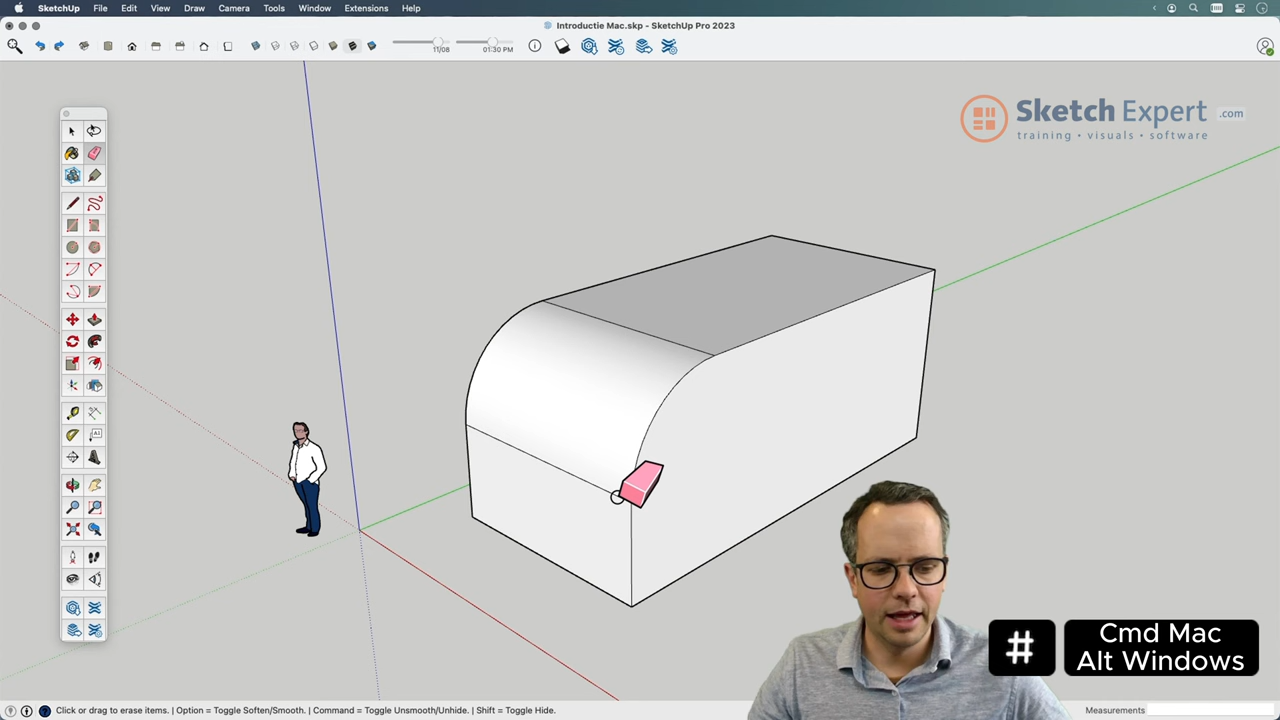 SketchUp File Edit View Draw Camera Tools Window Extensions Help
Introductie Mac.skp - SketchUp Pro 2023
11/08 01:30 PM
Sketch Expert .com
training • visuals • software
A1
#
Cmd Mac
Alt Windows
Click or drag to erase items. | Option = Toggle Soften/Smooth. | Command = Toggle Unsmooth/Unhide. | Shift = Toggle Hide.
Measurements